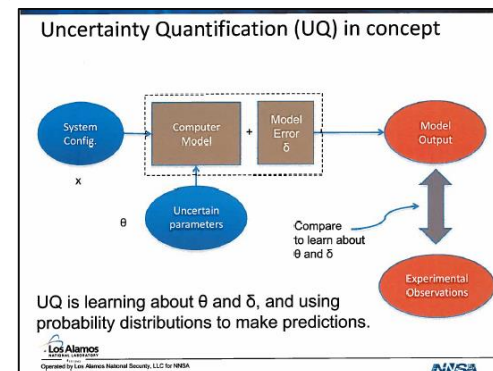 Uncertainty Quantification (UQ) in concept
System
Config.
Computer
Model
+
Model
Error
δ
Model
Output
x
θ
Uncertain
parameters
Compare
to learn about
θ and δ
Experimental
Observations
UQ is learning about θ and δ, and using
probability distributions to make predictions.
Los Alamos
NATIONAL LABORATORY
Operated by Los Alamos National Security, LLC for NNSA
NNSA